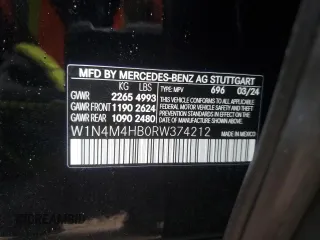 MFD BY MERCEDES-BENZ AG STUTTGART
KG LBS 696 03/24
GVWR 2265 4993
GAWR FRONT 1190 2624
GAWR REAR 1090 2480
THIS VEHICLE CONFORMS TO ALL APPLICABLE
U.S. FEDERAL MOTOR VEHICLE SAFETY AND
THEFT PREVENTION STANDARDS IN EFFECT ON
THE DATE OF MANUFACTURE SHOWN ABOVE.
TYPE: MPV/VTUM
MADE IN MEXICO
W1N4M4HB0RW374212
IDREAMCAR